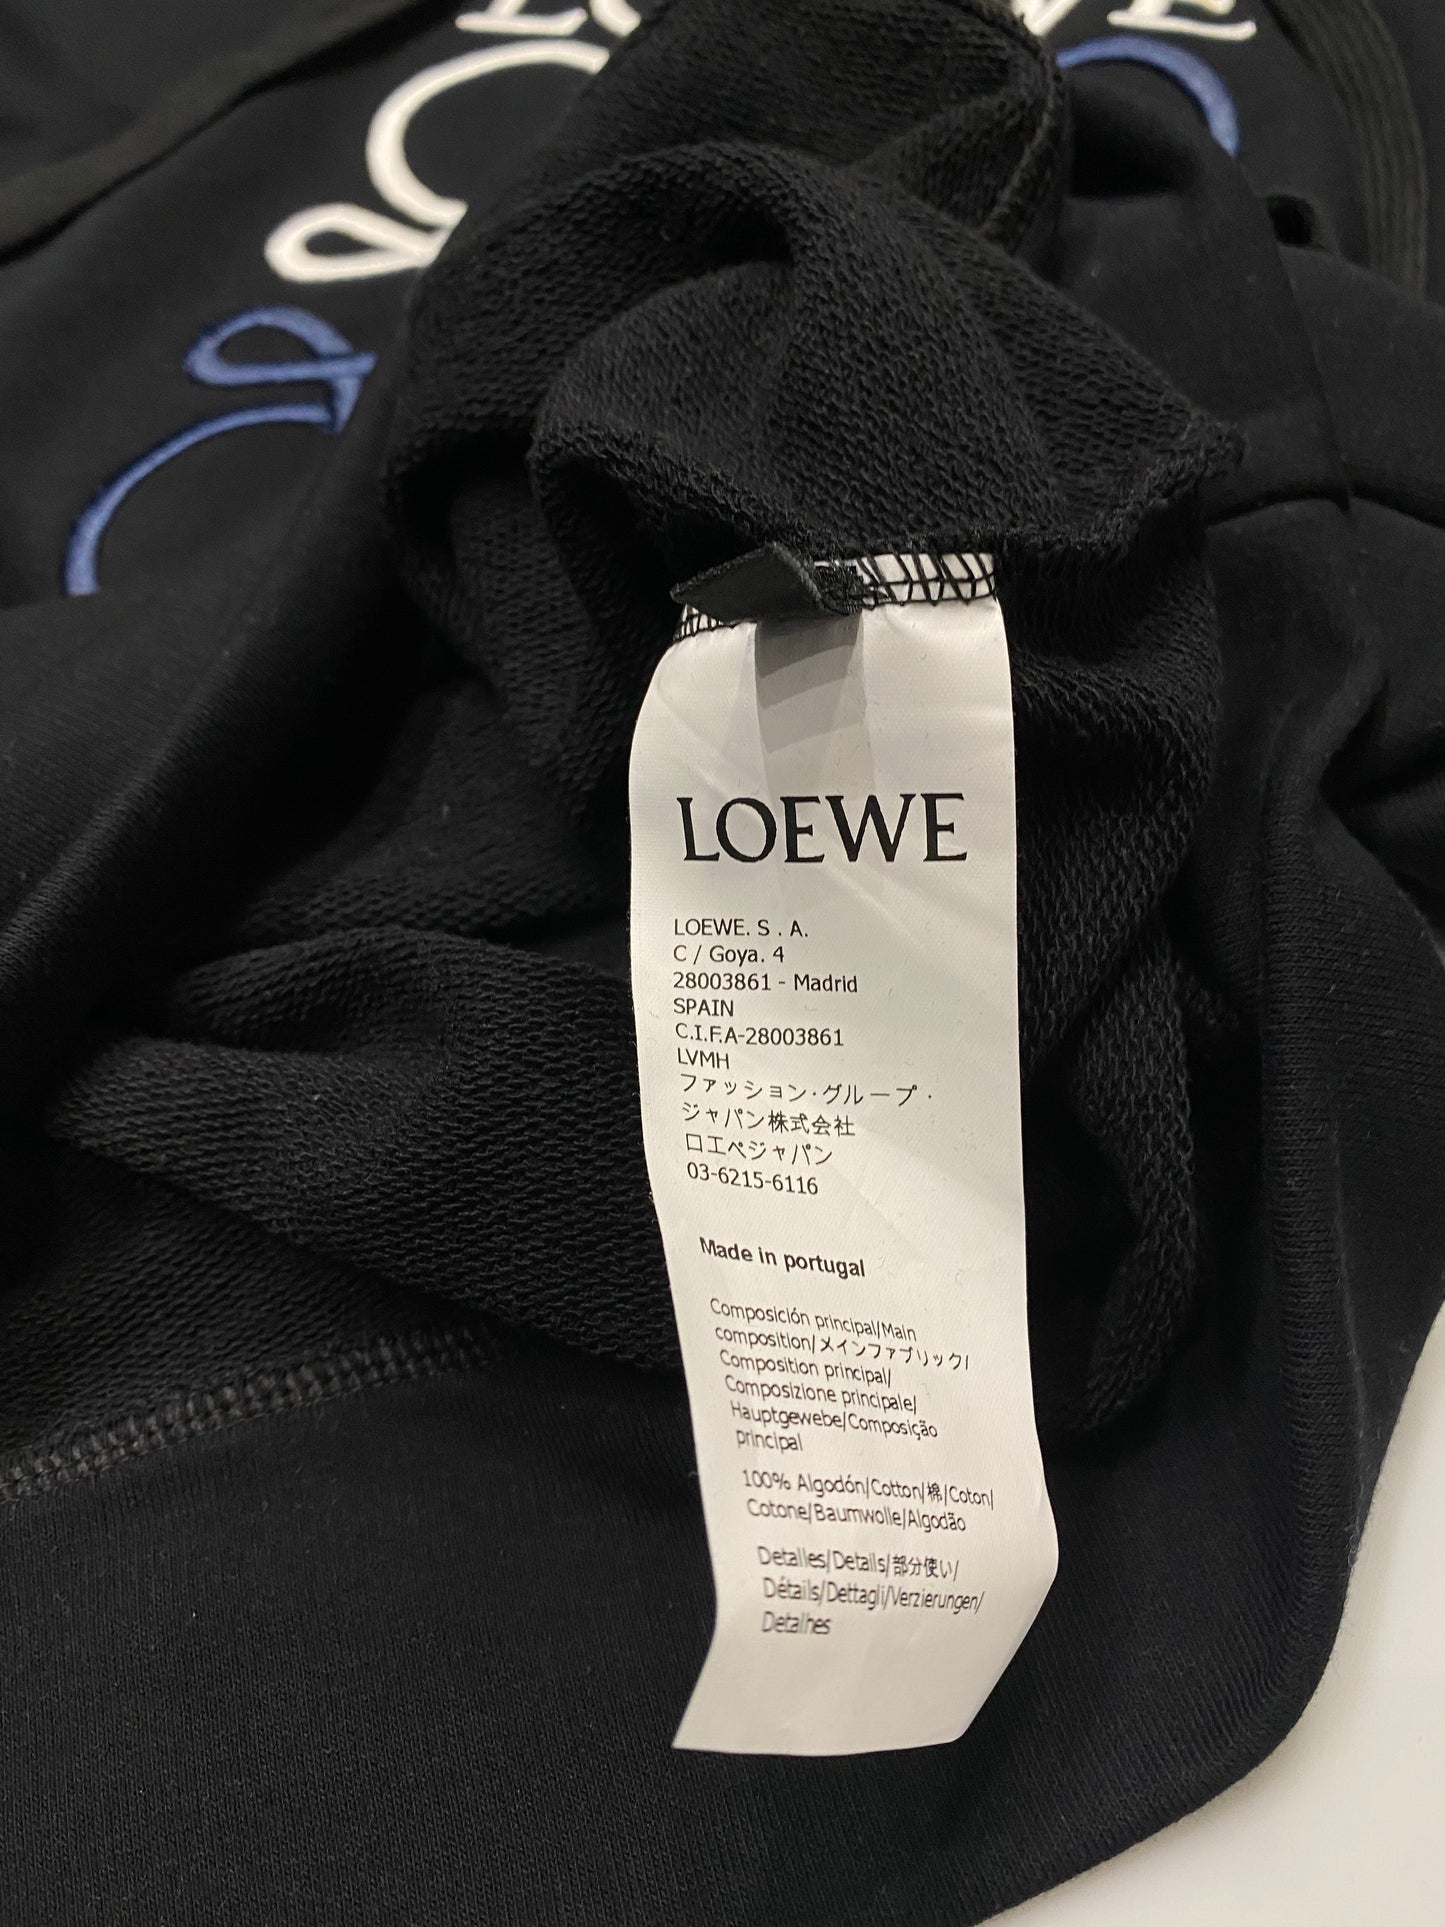 LOEWE
LOEWE. S . A.
C / Goya. 4
28003861 - Madrid
SPAIN
C.I.F.A-28003861
LVMH
ファッション·グループ·
ジャパン株式会社
口エペジャパン
03-6215-6116
Made in portugal
Composición principal/Main
composition/メインファブリック/
Composition principal/
Composizione principale/
Hauptgewebe/Composição
principal
100% Algodón/Cotton/棉/Coton/
Cotone/Baumwolle/Algodão
Detalles/Details/部分使い/
Détails/Dettagli/Verzierungen/
Detalhes